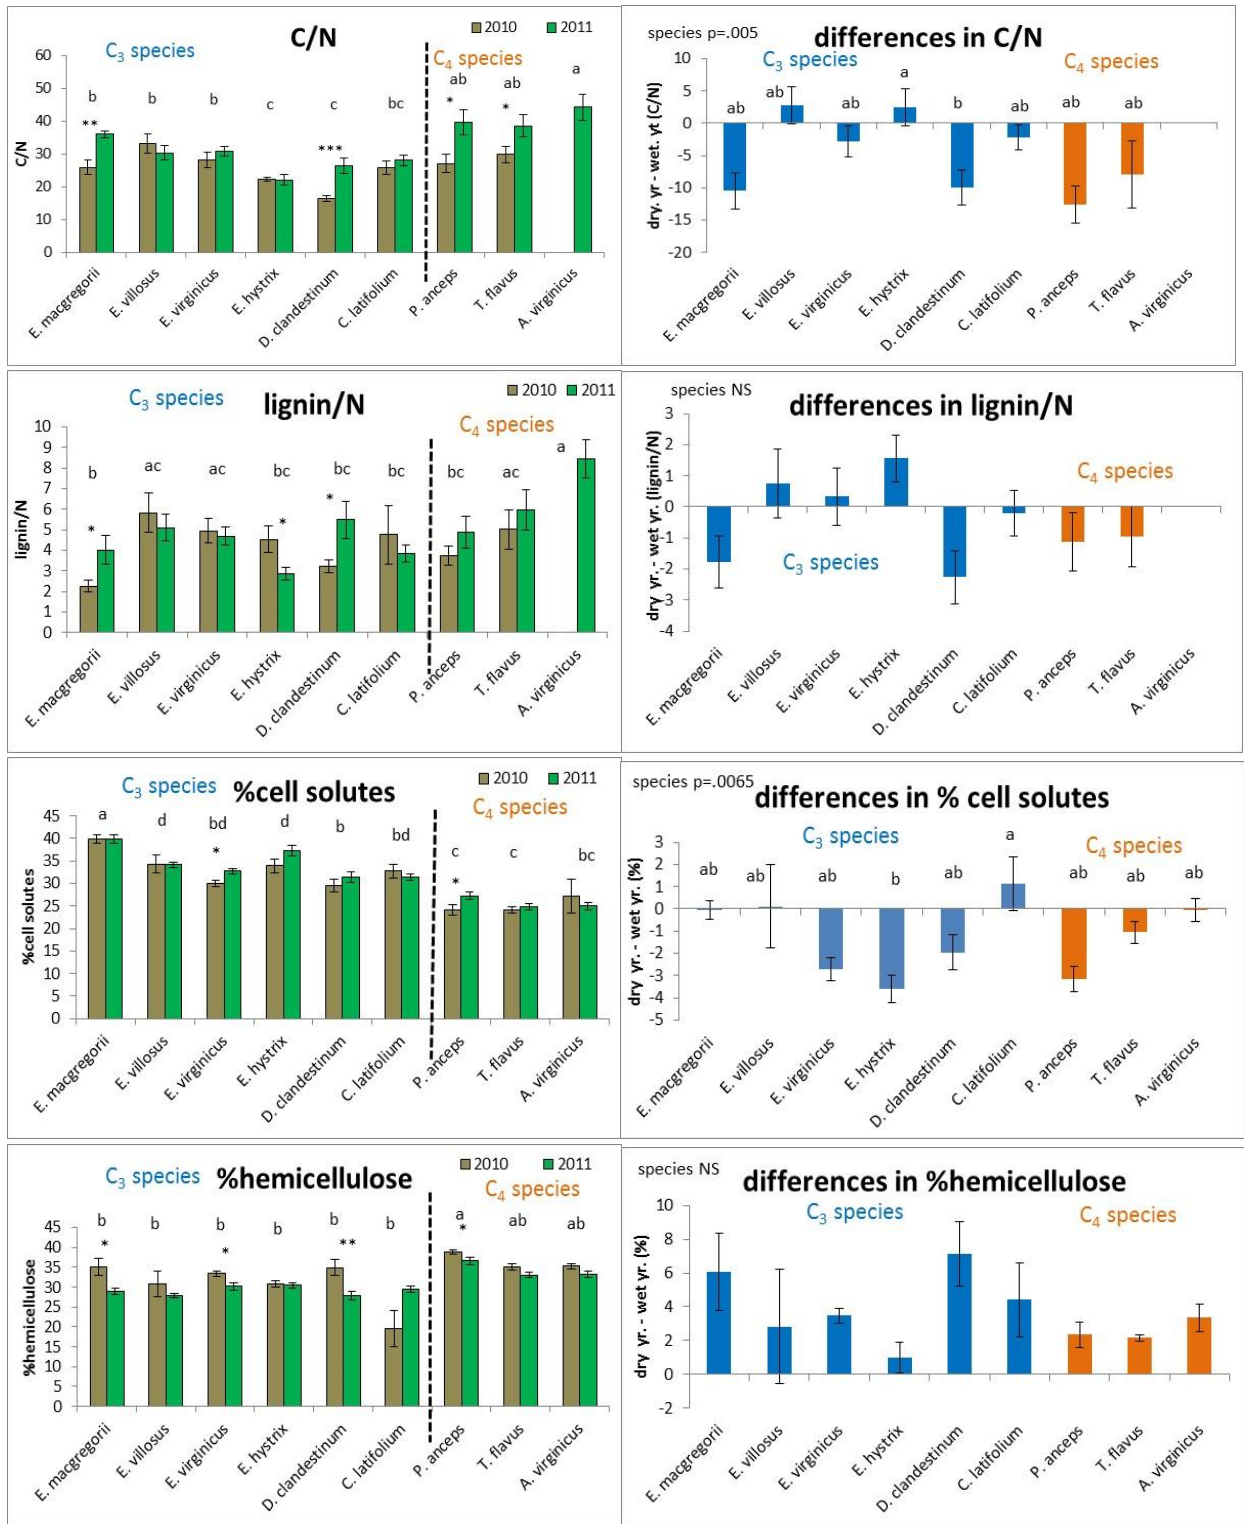 C/N
2010 2011
C3 species
C4 species
60
50
40
30
20
10
0
C/N
b b b c c bc ab ab a
** *** * *
E. macgregorii
E. villosus
E. virginicus
E. hystrix
D. clandestinum
C. latifolium
P. anceps
T. flavus
A. virginicus
species p=.005
differences in C/N
C3 species
C4 species
10
5
0
-5
-10
-15
-20
dry. yr - wet. yt (C/N)
ab ab ab a b ab ab ab
E. macgregorii
E. villosus
E. virginicus
E. hystrix
D. clandestinum
C. latifolium
P. anceps
T. flavus
A. virginicus
C3 species
lignin/N
2010 2011
C4 species
10
9
8
7
6
5
4
3
2
1
0
lignin/N
b ac ac bc bc bc bc ac a
* * *
E. macgregorii
E. villosus
E. virginicus
E. hystrix
D. clandestinum
C. latifolium
P. anceps
T. flavus
A. virginicus
species NS
differences in lignin/N
3
2
1
0
-1
-2
-3
-4
dry yr. - wet yr. (lignin/N)
C4 species
C3 species
E. macgregorii
E. villosus
E. virginicus
E. hystrix
D. clandestinum
C. latifolium
P. anceps
T. flavus
A. virginicus
C3 species
%cell solutes
2010 2011
C4 species
45
40
35
30
25
20
15
10
5
0
%cell solutes
a d bd d b bd c c bc
* *
E. macgregorii
E. villosus
E. virginicus
E. hystrix
D. clandestinum
C. latifolium
P. anceps
T. flavus
A. virginicus
species p=.0065
differences in % cell solutes
C3 species
C4 species
3
2
1
0
-1
-2
-3
-4
-5
dry yr. - wet yr. (%)
ab ab ab b ab a ab ab ab
E. macgregorii
E. villosus
E. virginicus
E. hystrix
D. clandestinum
C. latifolium
P. anceps
T. flavus
A. virginicus
C3 species
%hemicellulose
2010 2011
C4 species
45
40
35
30
25
20
15
10
5
0
%hemicellulose
b b b b b b a ab ab
* * ** *
E. macgregorii
E. villosus
E. virginicus
E. hystrix
D. clandestinum
C. latifolium
P. anceps
T. flavus
A. virginicus
species NS
differences in %hemicellulose
C3 species
C4 species
10
8
6
4
2
0
-2
dry yr. - wet yr. (%)
E. macgregorii
E. villosus
E. virginicus
E. hystrix
D. clandestinum
C. latifolium
P. anceps
T. flavus
A. virginicus